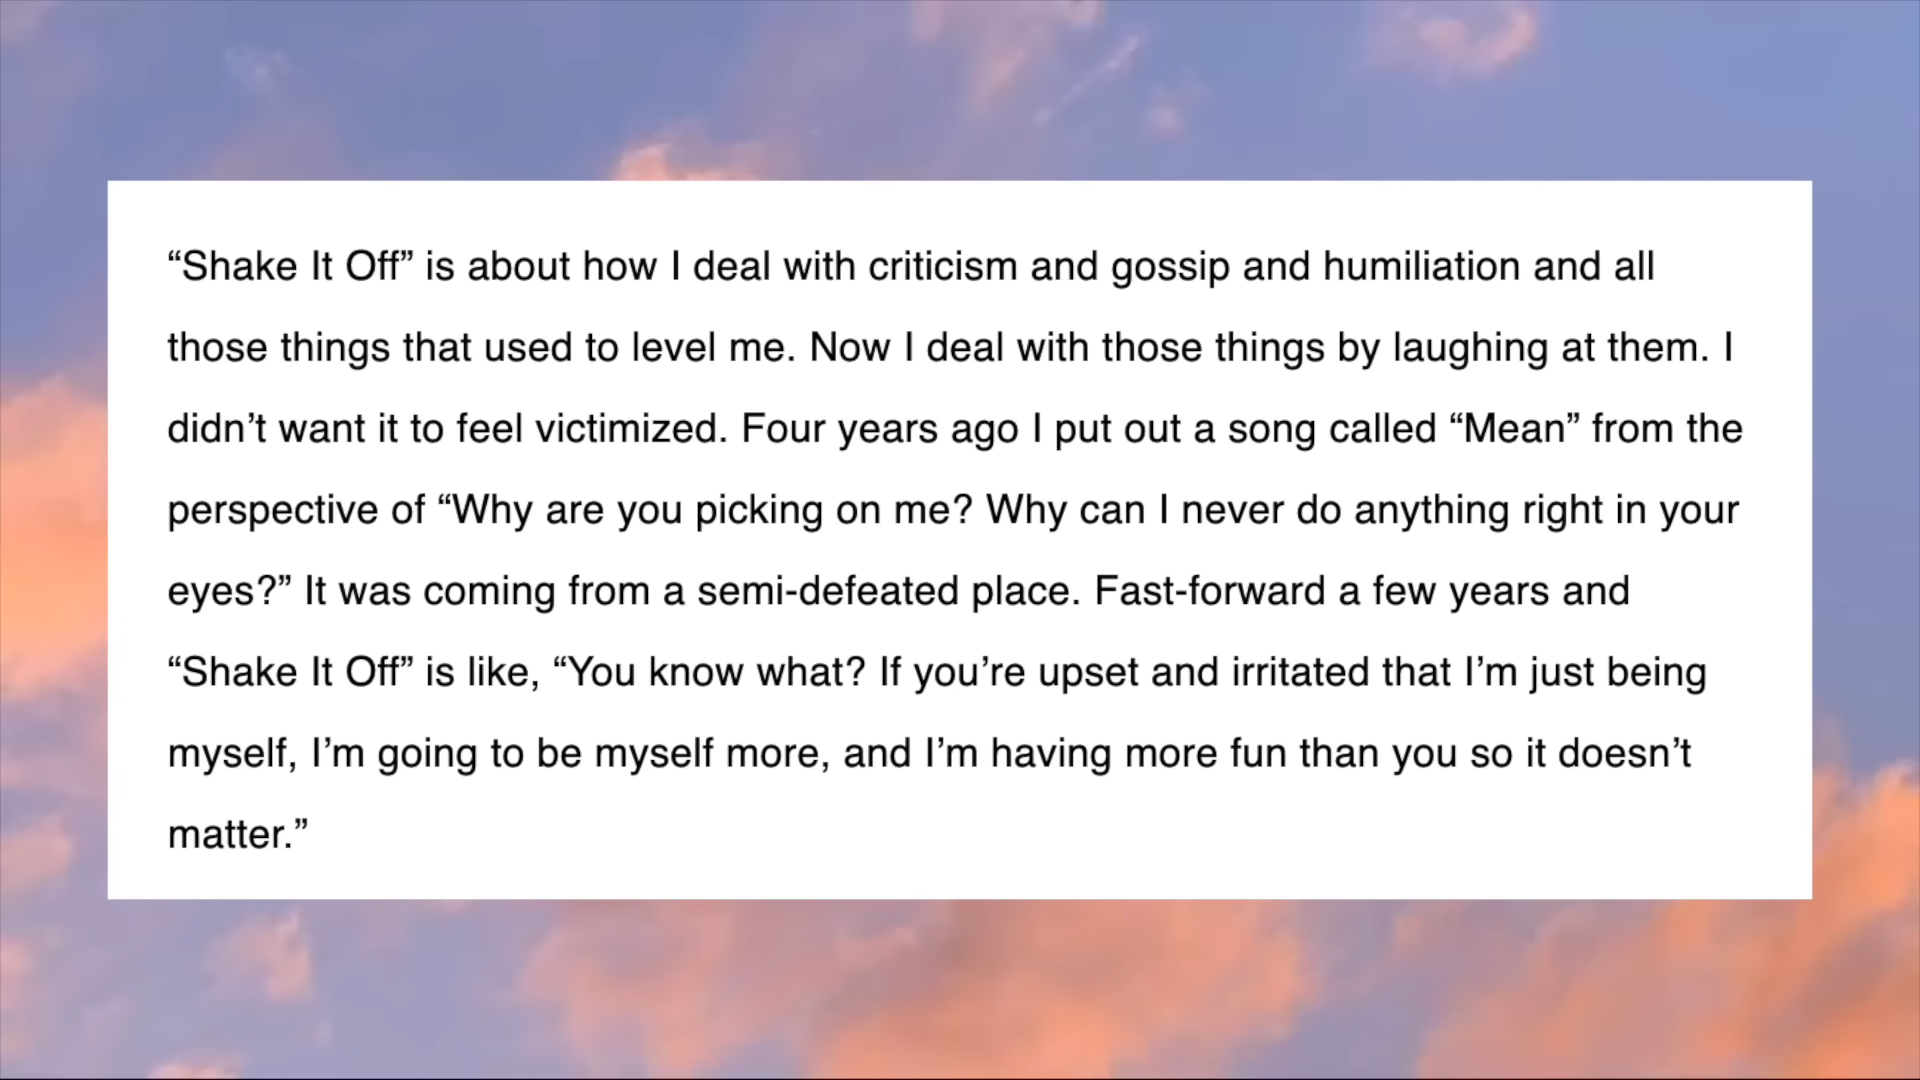 “Shake It Off” is about how I deal with criticism and gossip and humiliation and all
those things that used to level me. Now I deal with those things by laughing at them. I
didn’t want it to feel victimized. Four years ago I put out a song called “Mean” from the
perspective of “Why are you picking on me? Why can I never do anything right in your
eyes?” It was coming from a semi-defeated place. Fast-forward a few years and
“Shake It Off” is like, “You know what? If you’re upset and irritated that I’m just being
myself, I’m going to be myself more, and I’m having more fun than you so it doesn’t
matter.”